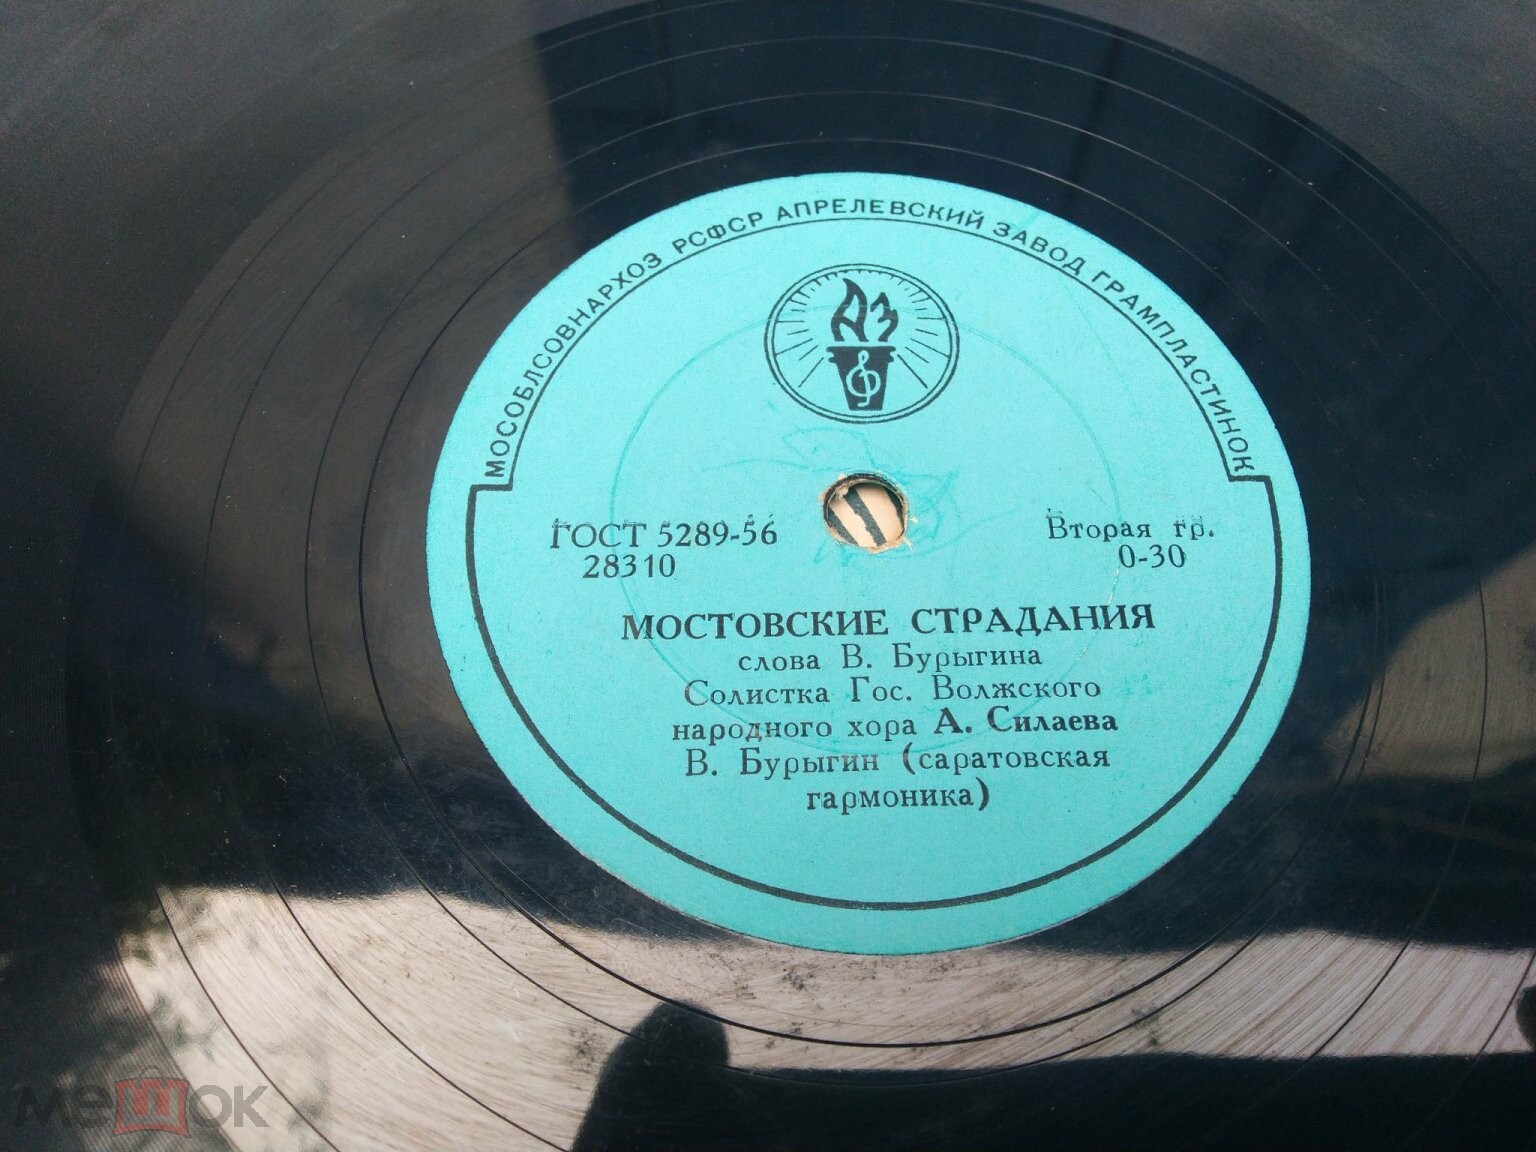 МОСОБЛСОВНАРХОЗ РСФСР АПРЕЛЕВСКИЙ ЗАВОД ГРАМПЛАСТИНОК
АЗ
ГОСТ 5289-56
28310
Вторая гр.
0-30
МОСТОВСКИЕ СТРАДАНИЯ
слова В. Бурыгина
Солистка Гос. Волжского
народного хора А. Силаева
В. Бурыгин (саратовская
гармоника)
мешок